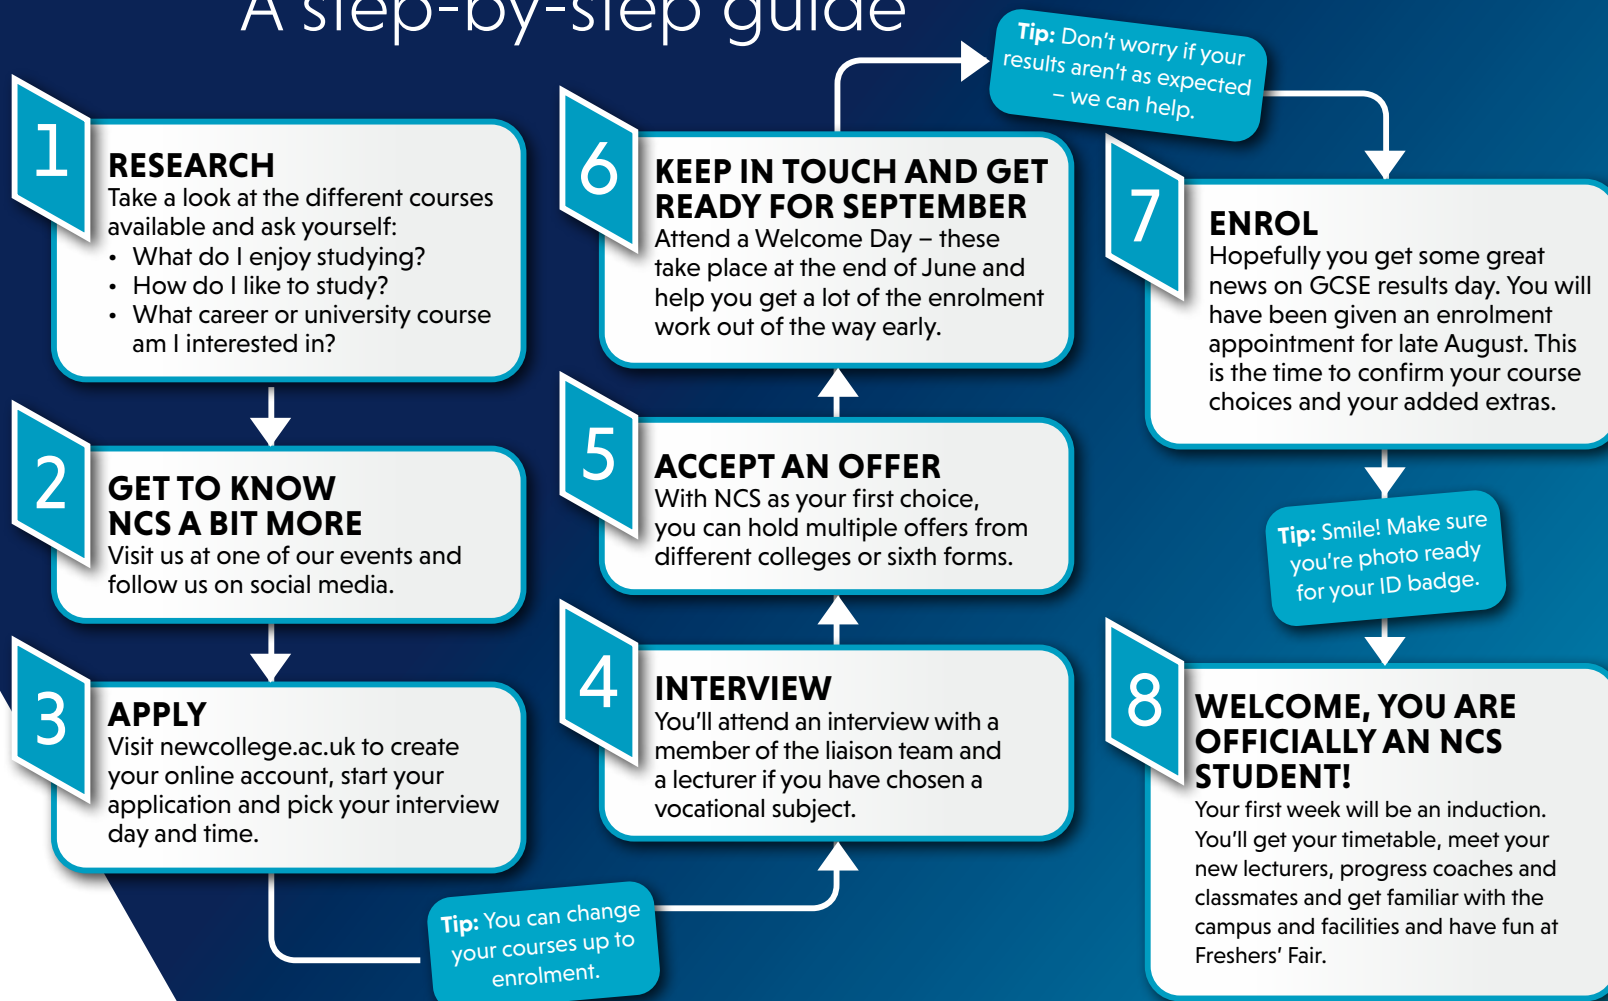 A step-by-step guide
1
RESEARCH
Take a look at the different courses
available and ask yourself:
• What do I enjoy studying?
• How do I like to study?
• What career or university course
am I interested in?
2
GET TO KNOW
NCS A BIT MORE
Visit us at one of our events and
follow us on social media.
3
APPLY
Visit newcollege.ac.uk to create
your online account, start your
application and pick your interview
day and time.
Tip: You can change
your courses up to
enrolment.
4
INTERVIEW
You'll attend an interview with a
member of the liaison team and
a lecturer if you have chosen a
vocational subject.
5
ACCEPT AN OFFER
With NCS as your first choice,
you can hold multiple offers from
different colleges or sixth forms.
6
KEEP IN TOUCH AND GET
READY FOR SEPTEMBER
Attend a Welcome Day – these
take place at the end of June and
help you get a lot of the enrolment
work out of the way early.
Tip: Don't worry if your
results aren't as expected
– we can help.
7
ENROL
Hopefully you get some great
news on GCSE results day. You will
have been given an enrolment
appointment for late August. This
is the time to confirm your course
choices and your added extras.
Tip: Smile! Make sure
you're photo ready
for your ID badge.
8
WELCOME, YOU ARE
OFFICIALLY AN NCS
STUDENT!
Your first week will be an induction.
You'll get your timetable, meet your
new lecturers, progress coaches and
classmates and get familiar with the
campus and facilities and have fun at
Freshers' Fair.